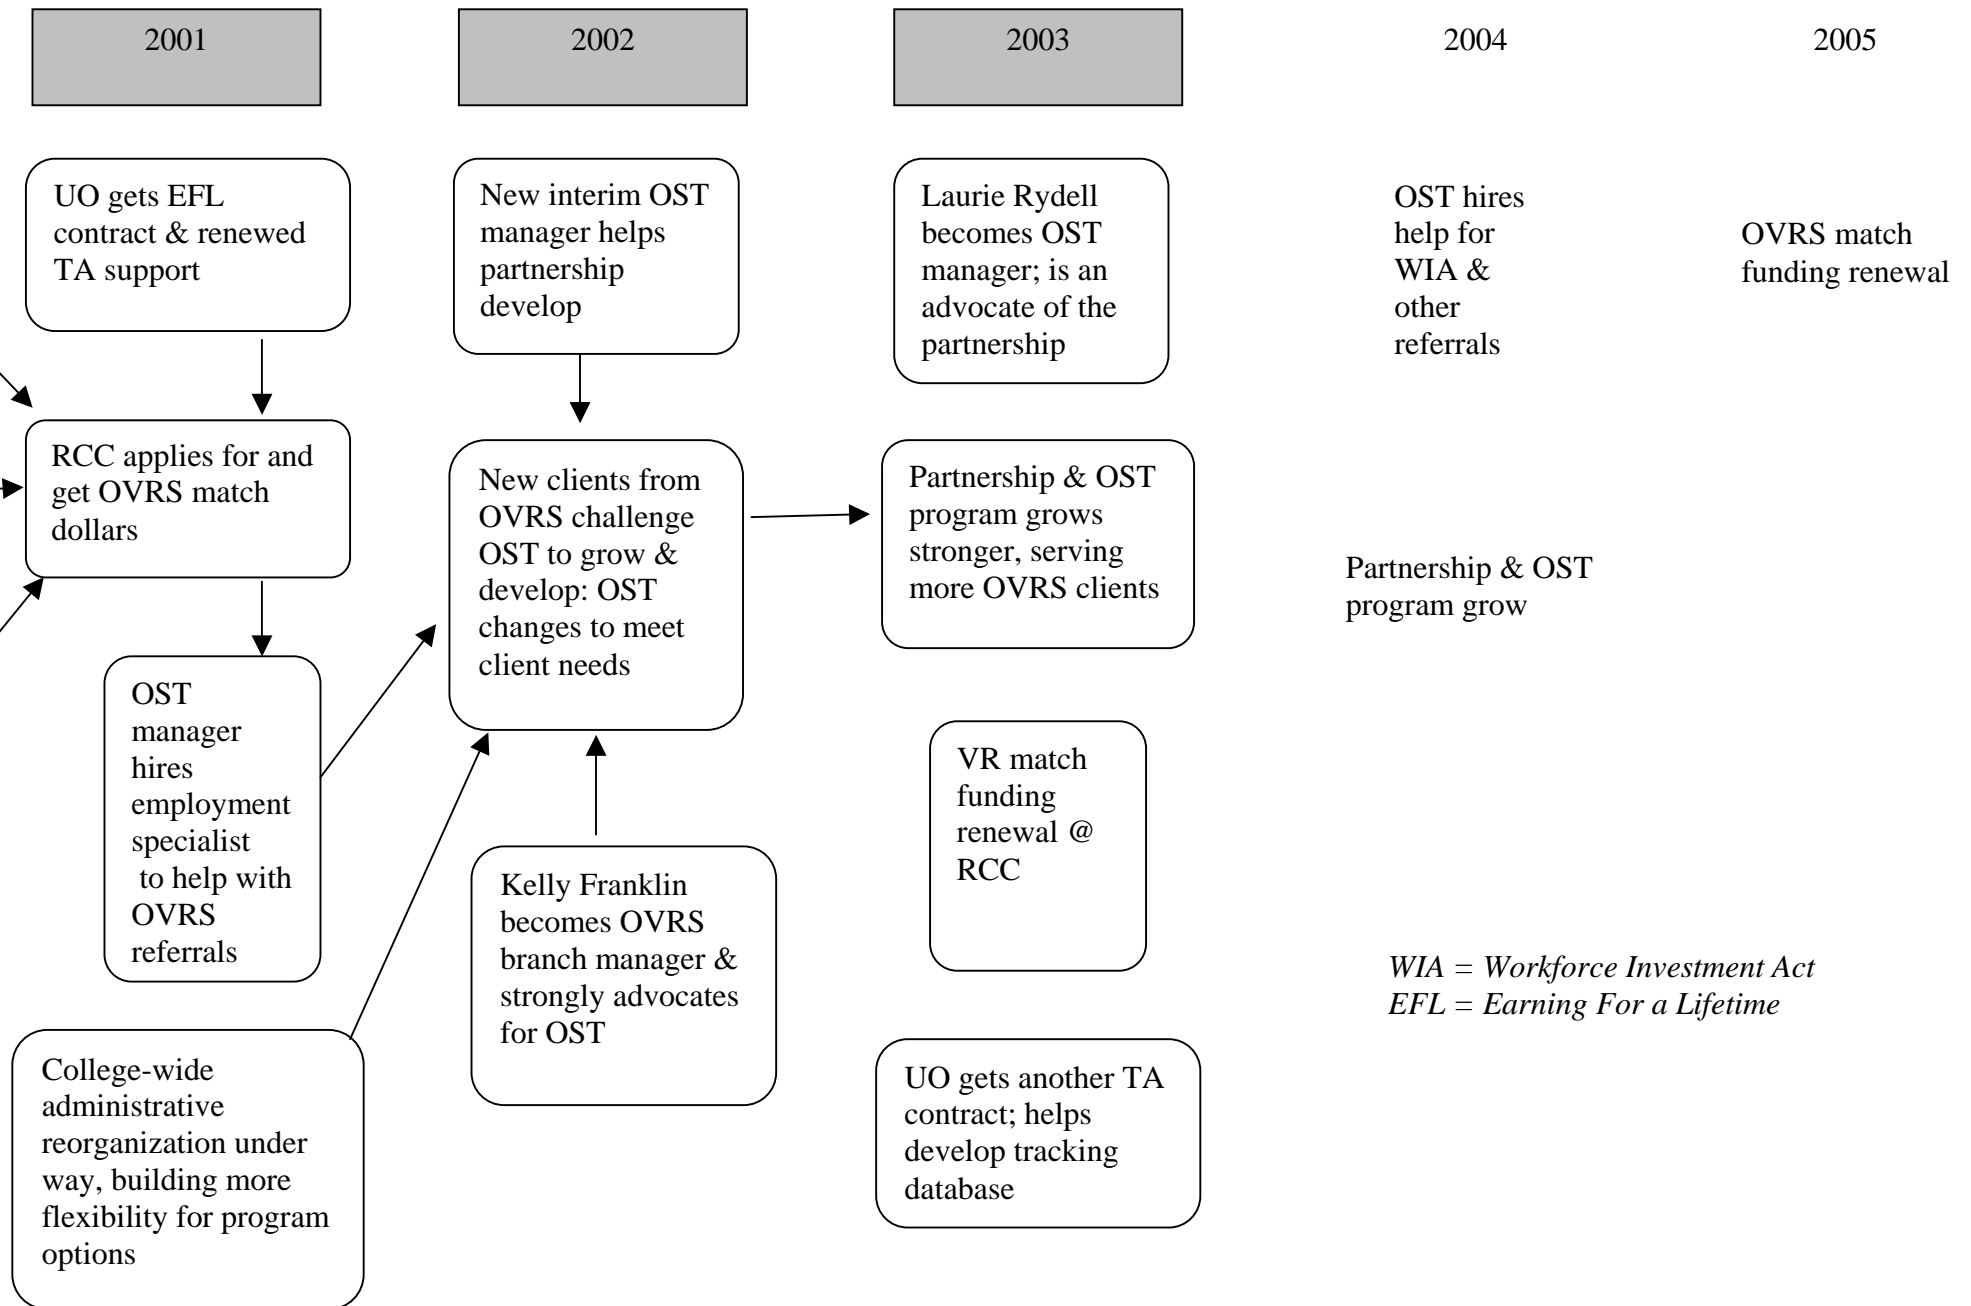 2001
2002
2003
2004
2005
UO gets EFL
contract & renewed
TA support
RCC applies for and
get OVRS match
dollars
OST
manager
hires
employment
specialist
to help with
OVRS
referrals
College-wide
administrative
reorganization under
way, building more
flexibility for program
options
New interim OST
manager helps
partnership
develop
New clients from
OVRS challenge
OST to grow &
develop: OST
changes to meet
client needs
Kelly Franklin
becomes OVRS
branch manager &
strongly advocates
for OST
Laurie Rydell
becomes OST
manager; is an
advocate of the
partnership
Partnership & OST
program grows
stronger, serving
more OVRS clients
VR match
funding
renewal @
RCC
UO gets another TA
contract; helps
develop tracking
database
OST hires
help for
WIA &
other
referrals
Partnership & OST
program grow
OVRS match
funding renewal
WIA = Workforce Investment Act
EFL = Earning For a Lifetime